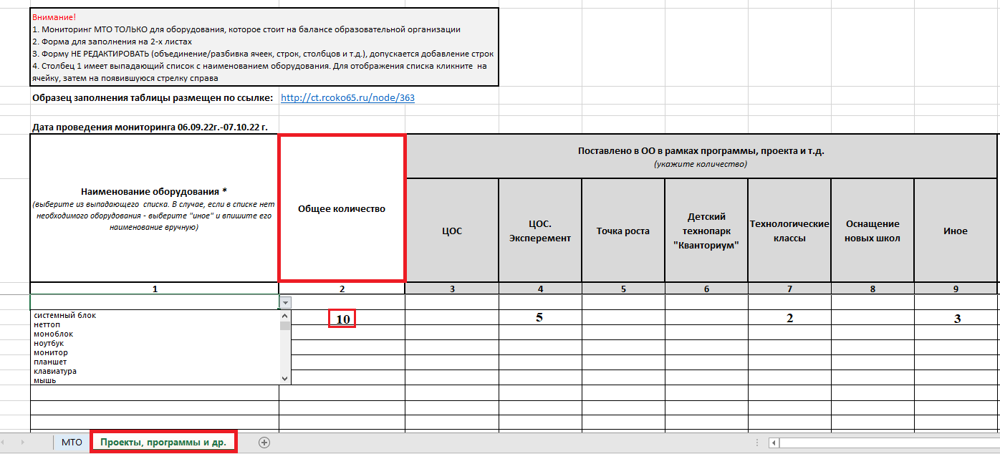 Внимание!
1. Мониторинг МТО ТОЛЬКО для оборудования, которое стоит на балансе образовательной организации
2. Форма для заполнения на 2-х листах
3. Форму НЕ РЕДАКТИРОВАТЬ (объединение/разбивка ячеек, строк, столбцов и т.д.), допускается добавление строк
4. Столбец 1 имеет выпадающий список с наименованием оборудования. Для отображения списка кликните на
ячейку, затем на появившуюся стрелку справа
Образец заполнения таблицы размещен по ссылке: http://ct.rcoko65.ru/node/363
Дата проведения мониторинга 06.09.22г.-07.10.22 г.
Наименование оборудования *
(выберите из выпадающего списка. В случае, если в списке нет
необходимого оборудования - выберите "иное" и впишите его
наименование вручную)
Общее количество
Поставлено в ОО в рамках программы, проекта и т.д.
(укажите количество)
ЦОС
ЦОС.
Эксперемент
Точка роста
Детский
технопарк
"Кванториум"
Технологические
классы
Оснащение
новых школ
Иное
1 2 3 4 5 6 7 8 9
10 5 2 3
системный блок
неттоп
моноблок
ноутбук
монитор
планшет
клавиатура
мышь
МТО Проекты, программы и др.